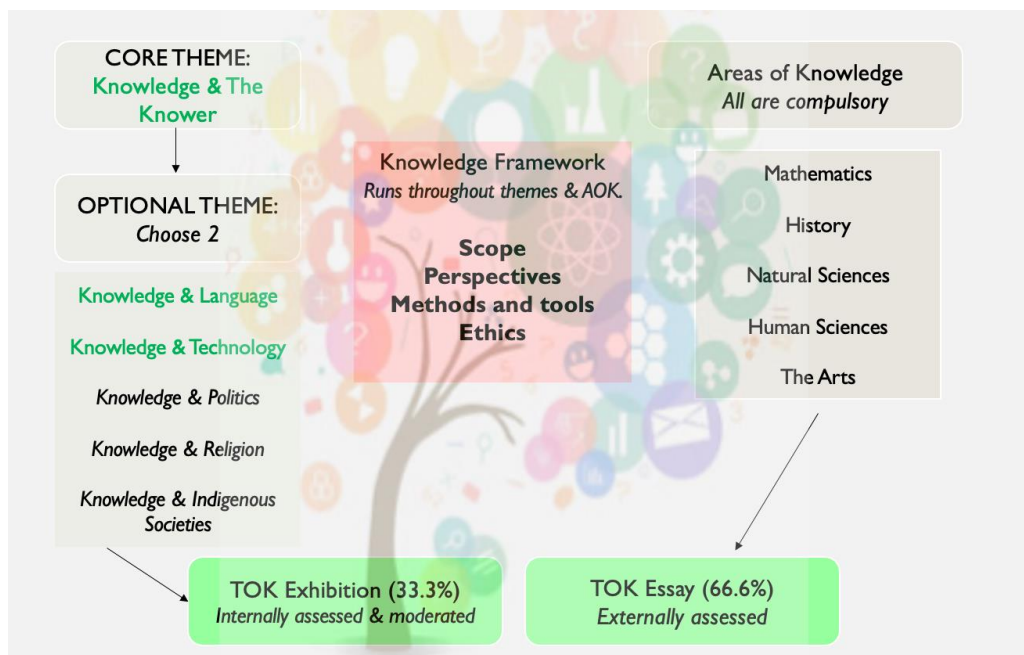 CORE THEME:
Knowledge & The
Knower
OPTIONAL THEME:
Choose 2
Knowledge & Language
Knowledge & Technology
Knowledge & Politics
Knowledge & Religion
Knowledge & Indigenous
Societies
Knowledge Framework
Runs throughout themes & AOK.
Scope
Perspectives
Methods and tools
Ethics
Areas of Knowledge
All are compulsory
Mathematics
History
Natural Sciences
Human Sciences
The Arts
TOK Exhibition (33.3%)
Internally assessed & moderated
TOK Essay (66.6%)
Externally assessed